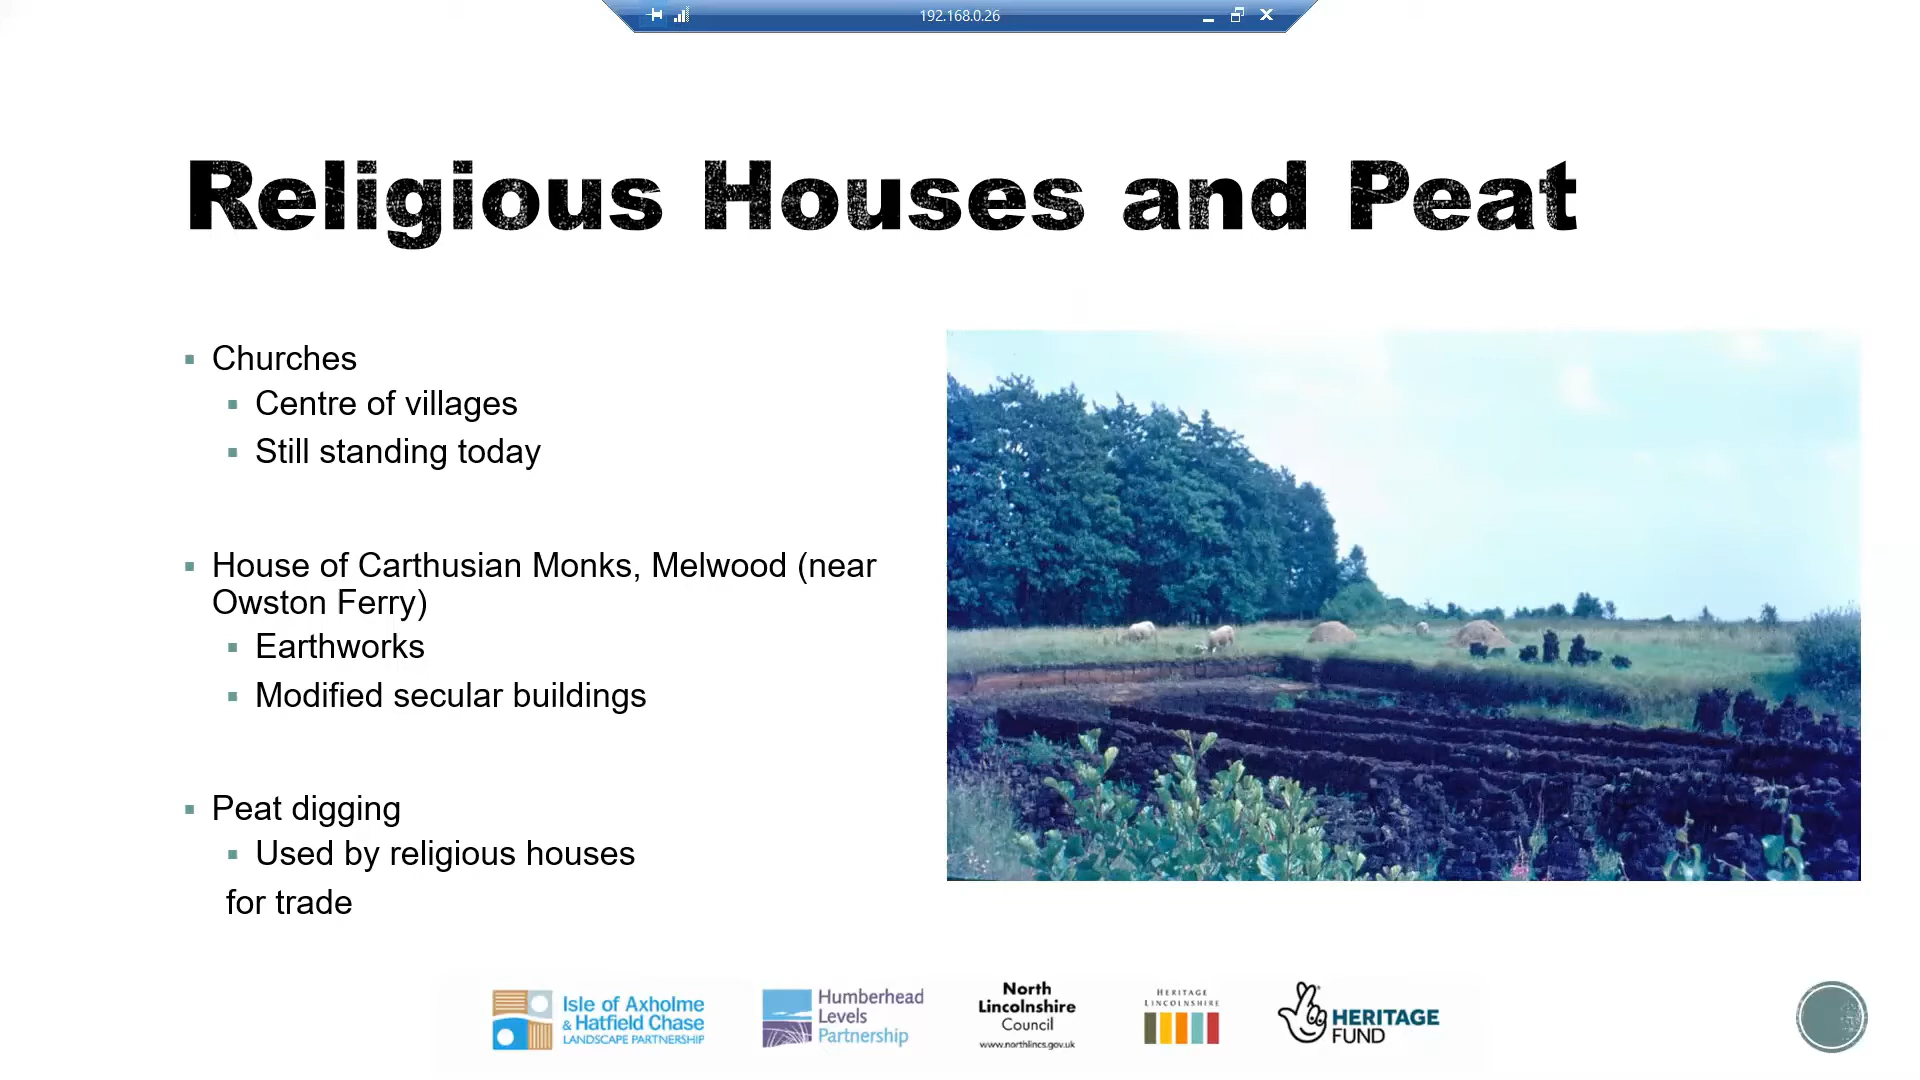 192.168.0.26
Religious Houses and Peat
Churches
Centre of villages
Still standing today
House of Carthusian Monks, Melwood (near
Owston Ferry)
Earthworks
Modified secular buildings
Peat digging
Used by religious houses
for trade
Isle of Axholme
& Hatfield Chase
LANDSCAPE PARTNERSHIP
Humberhead
Levels
Partnership
North
Lincolnshire
Council
www.northlincs.gov.uk
HERITAGE
LINCOLNSHIRE
HERITAGE
FUND